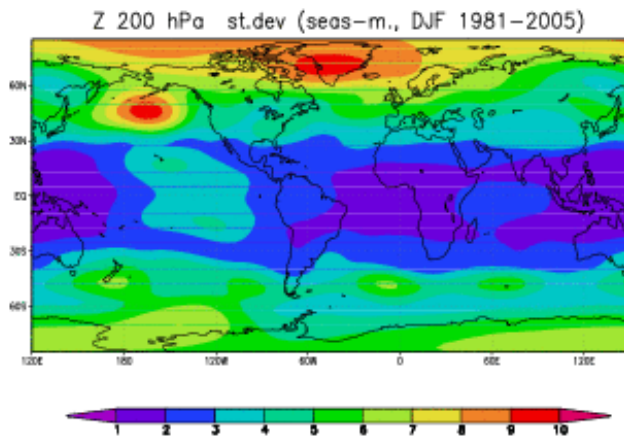 Z 200 hPa st.dev (seas-m., DJF 1981-2005)
60N
30N
EQ
30S
60S
120E 180 120W 60W 0 60E 120E
1 2 3 4 5 6 7 8 9 10